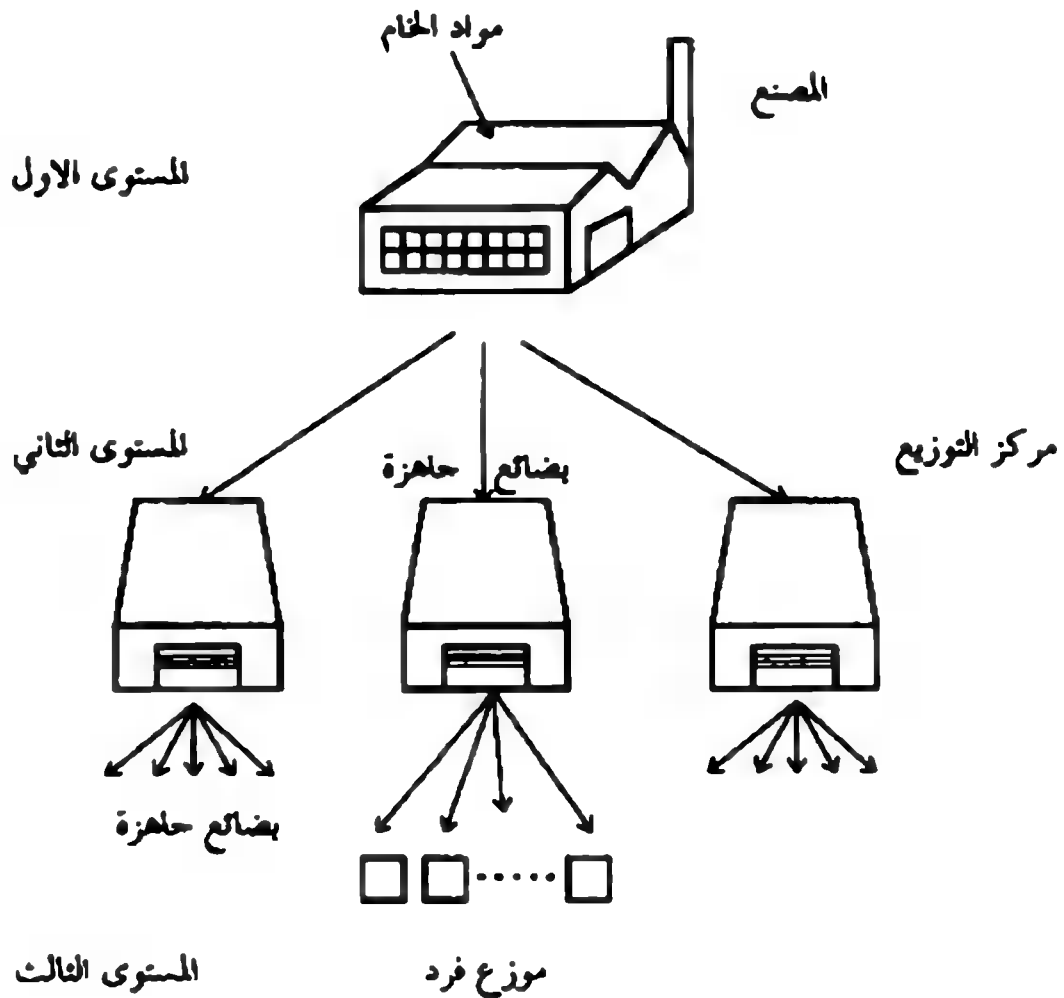 مواد الخام
المصنع
المستوى الاول
المستوى الثاني
مركز التوزيع
بضائع جاهزة
بضائع جاهزة
المستوى الثالث
موزع فرد